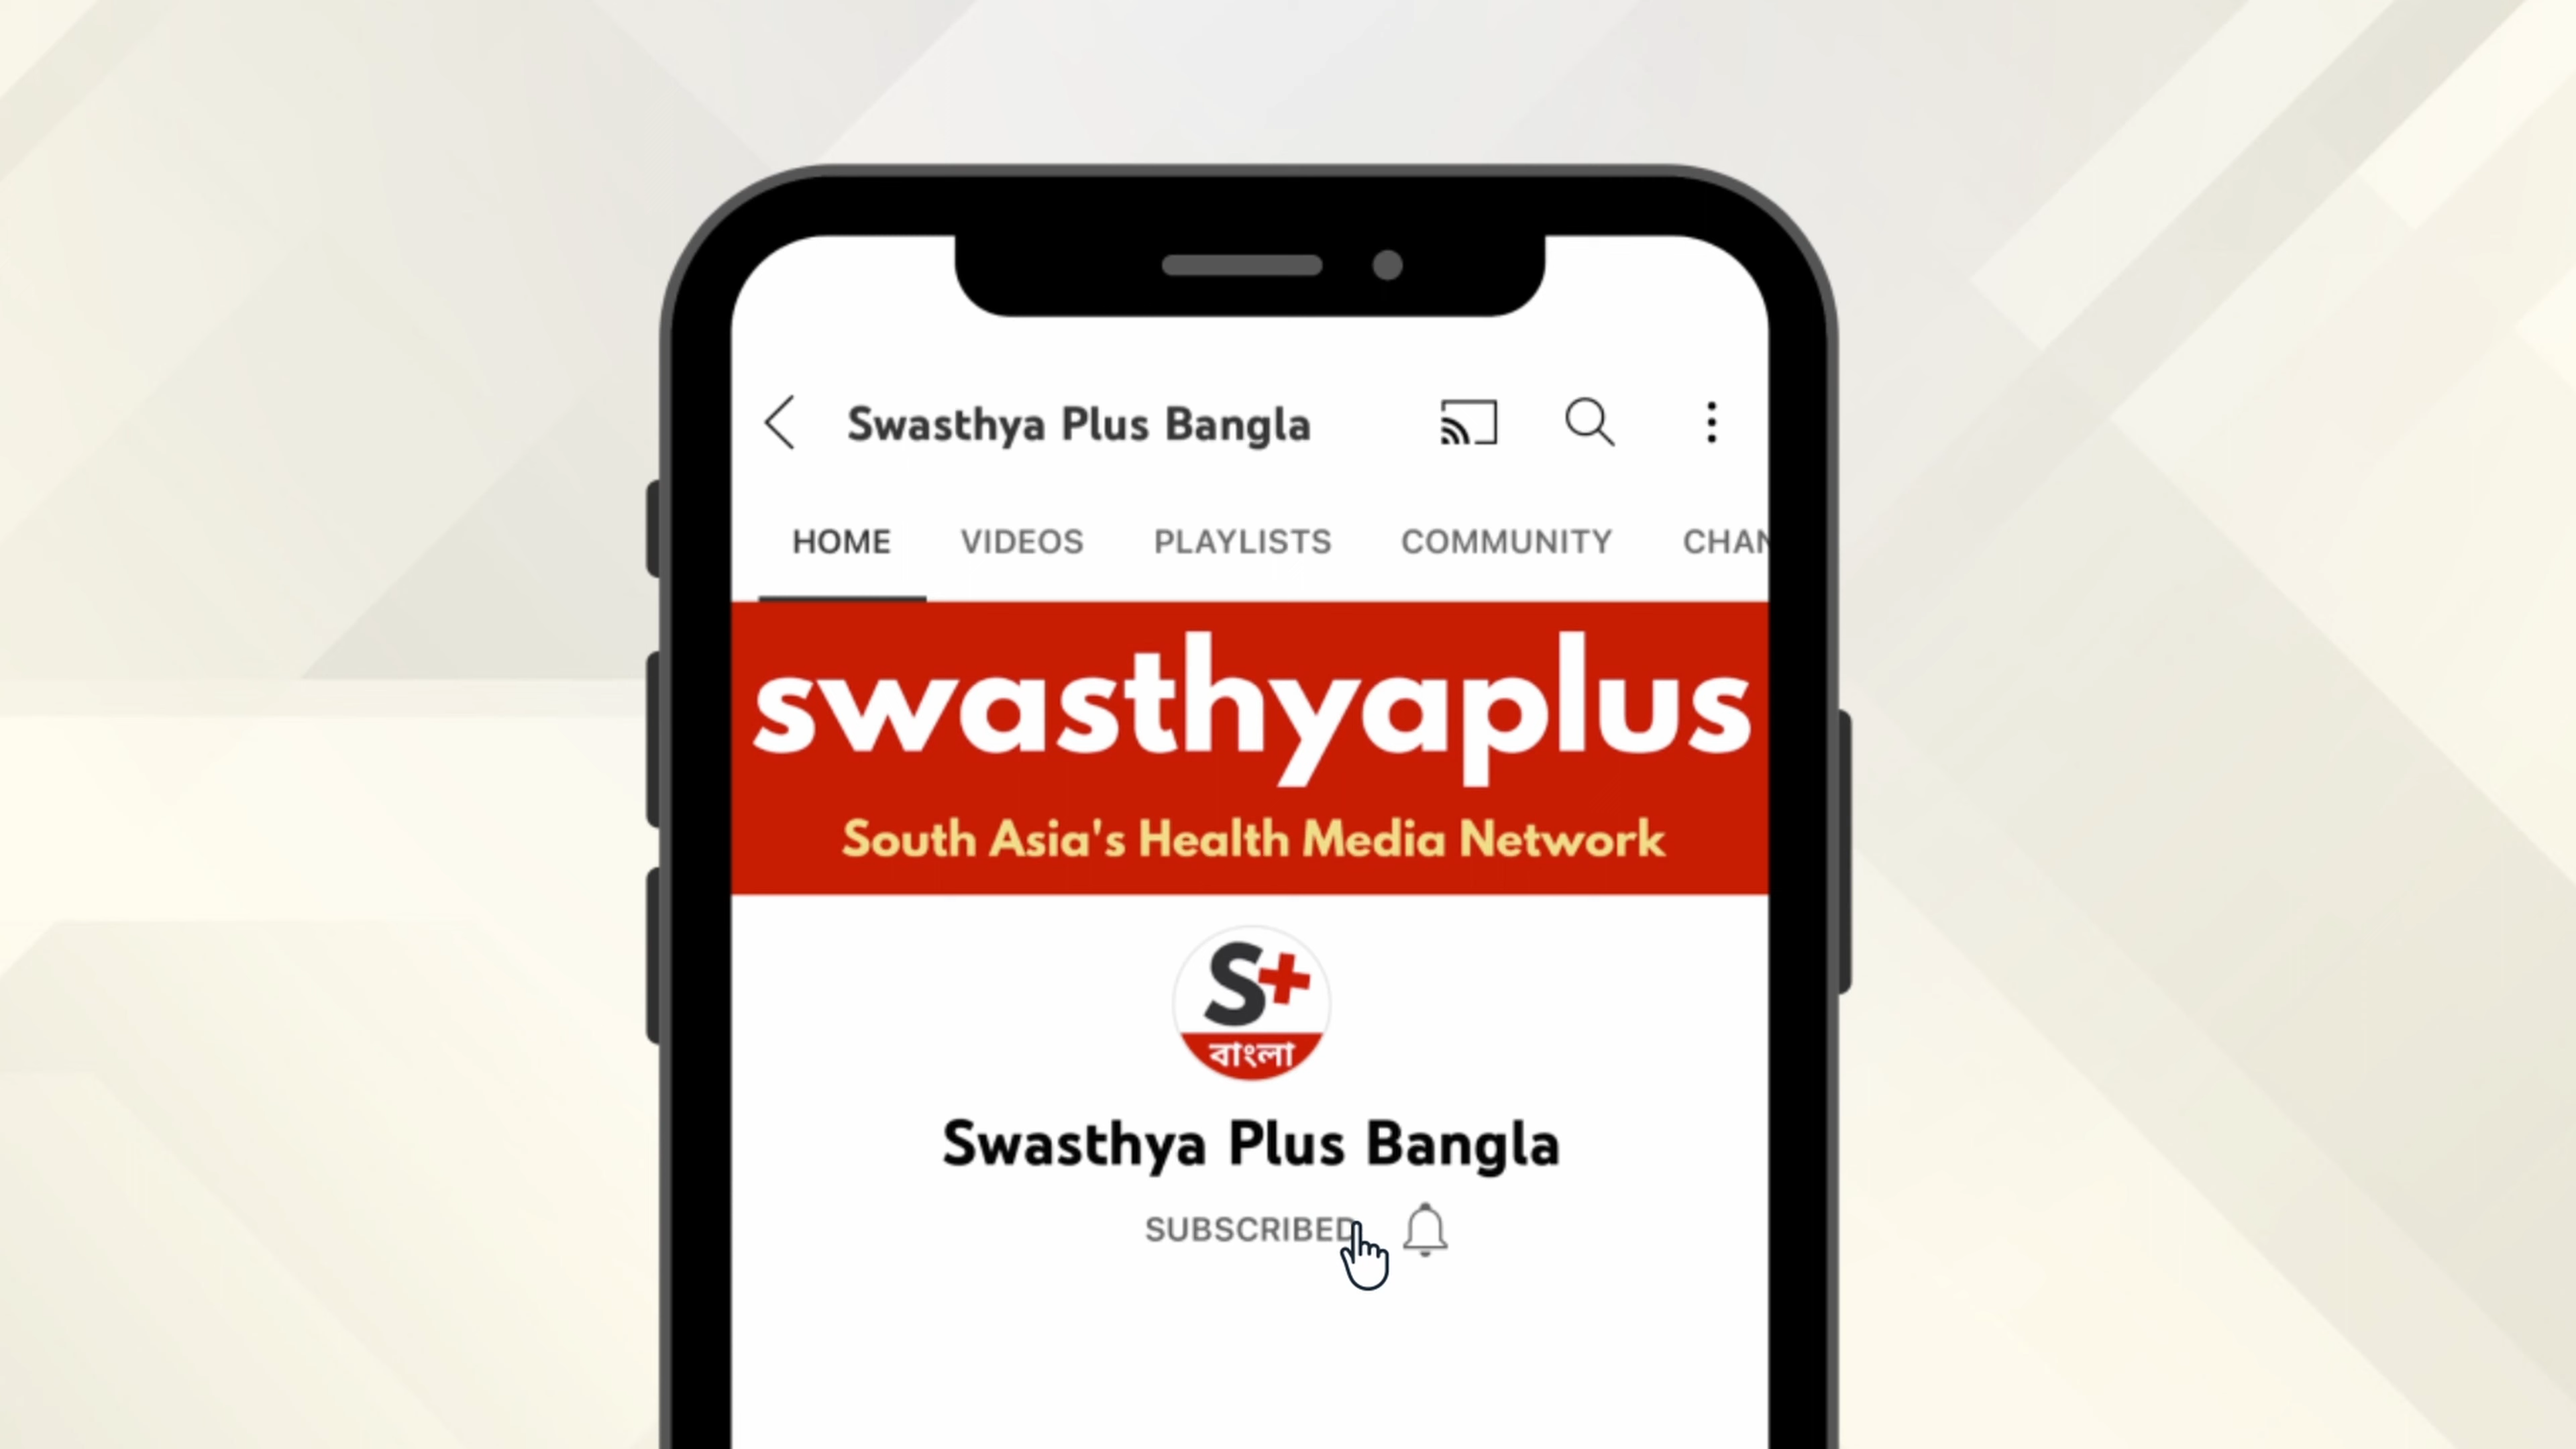 Swasthya Plus Bangla
HOME VIDEOS PLAYLISTS COMMUNITY CHAN
swasthyaplus
South Asia's Health Media Network
S+
বাংলা
Swasthya Plus Bangla
SUBSCRIBED